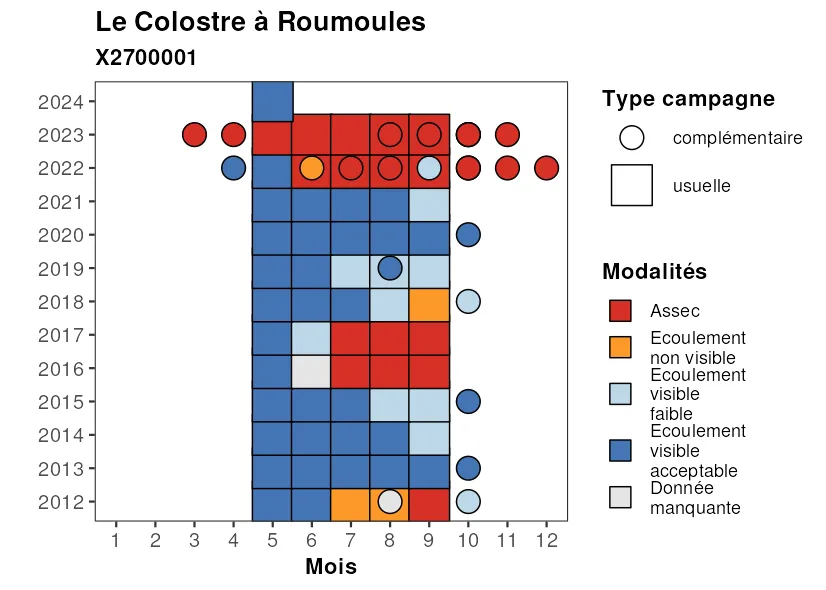 Le Colostre à Roumoules
X2700001
2024
2023
2022
2021
2020
2019
2018
2017
2016
2015
2014
2013
2012
1 2 3 4 5 6 7 8 9 10 11 12
Mois
Type campagne
complémentaire
usuelle
Modalités
Assec
Ecoulement
non visible
Ecoulement
visible
faible
Ecoulement
visible
acceptable
Donnée
manquante